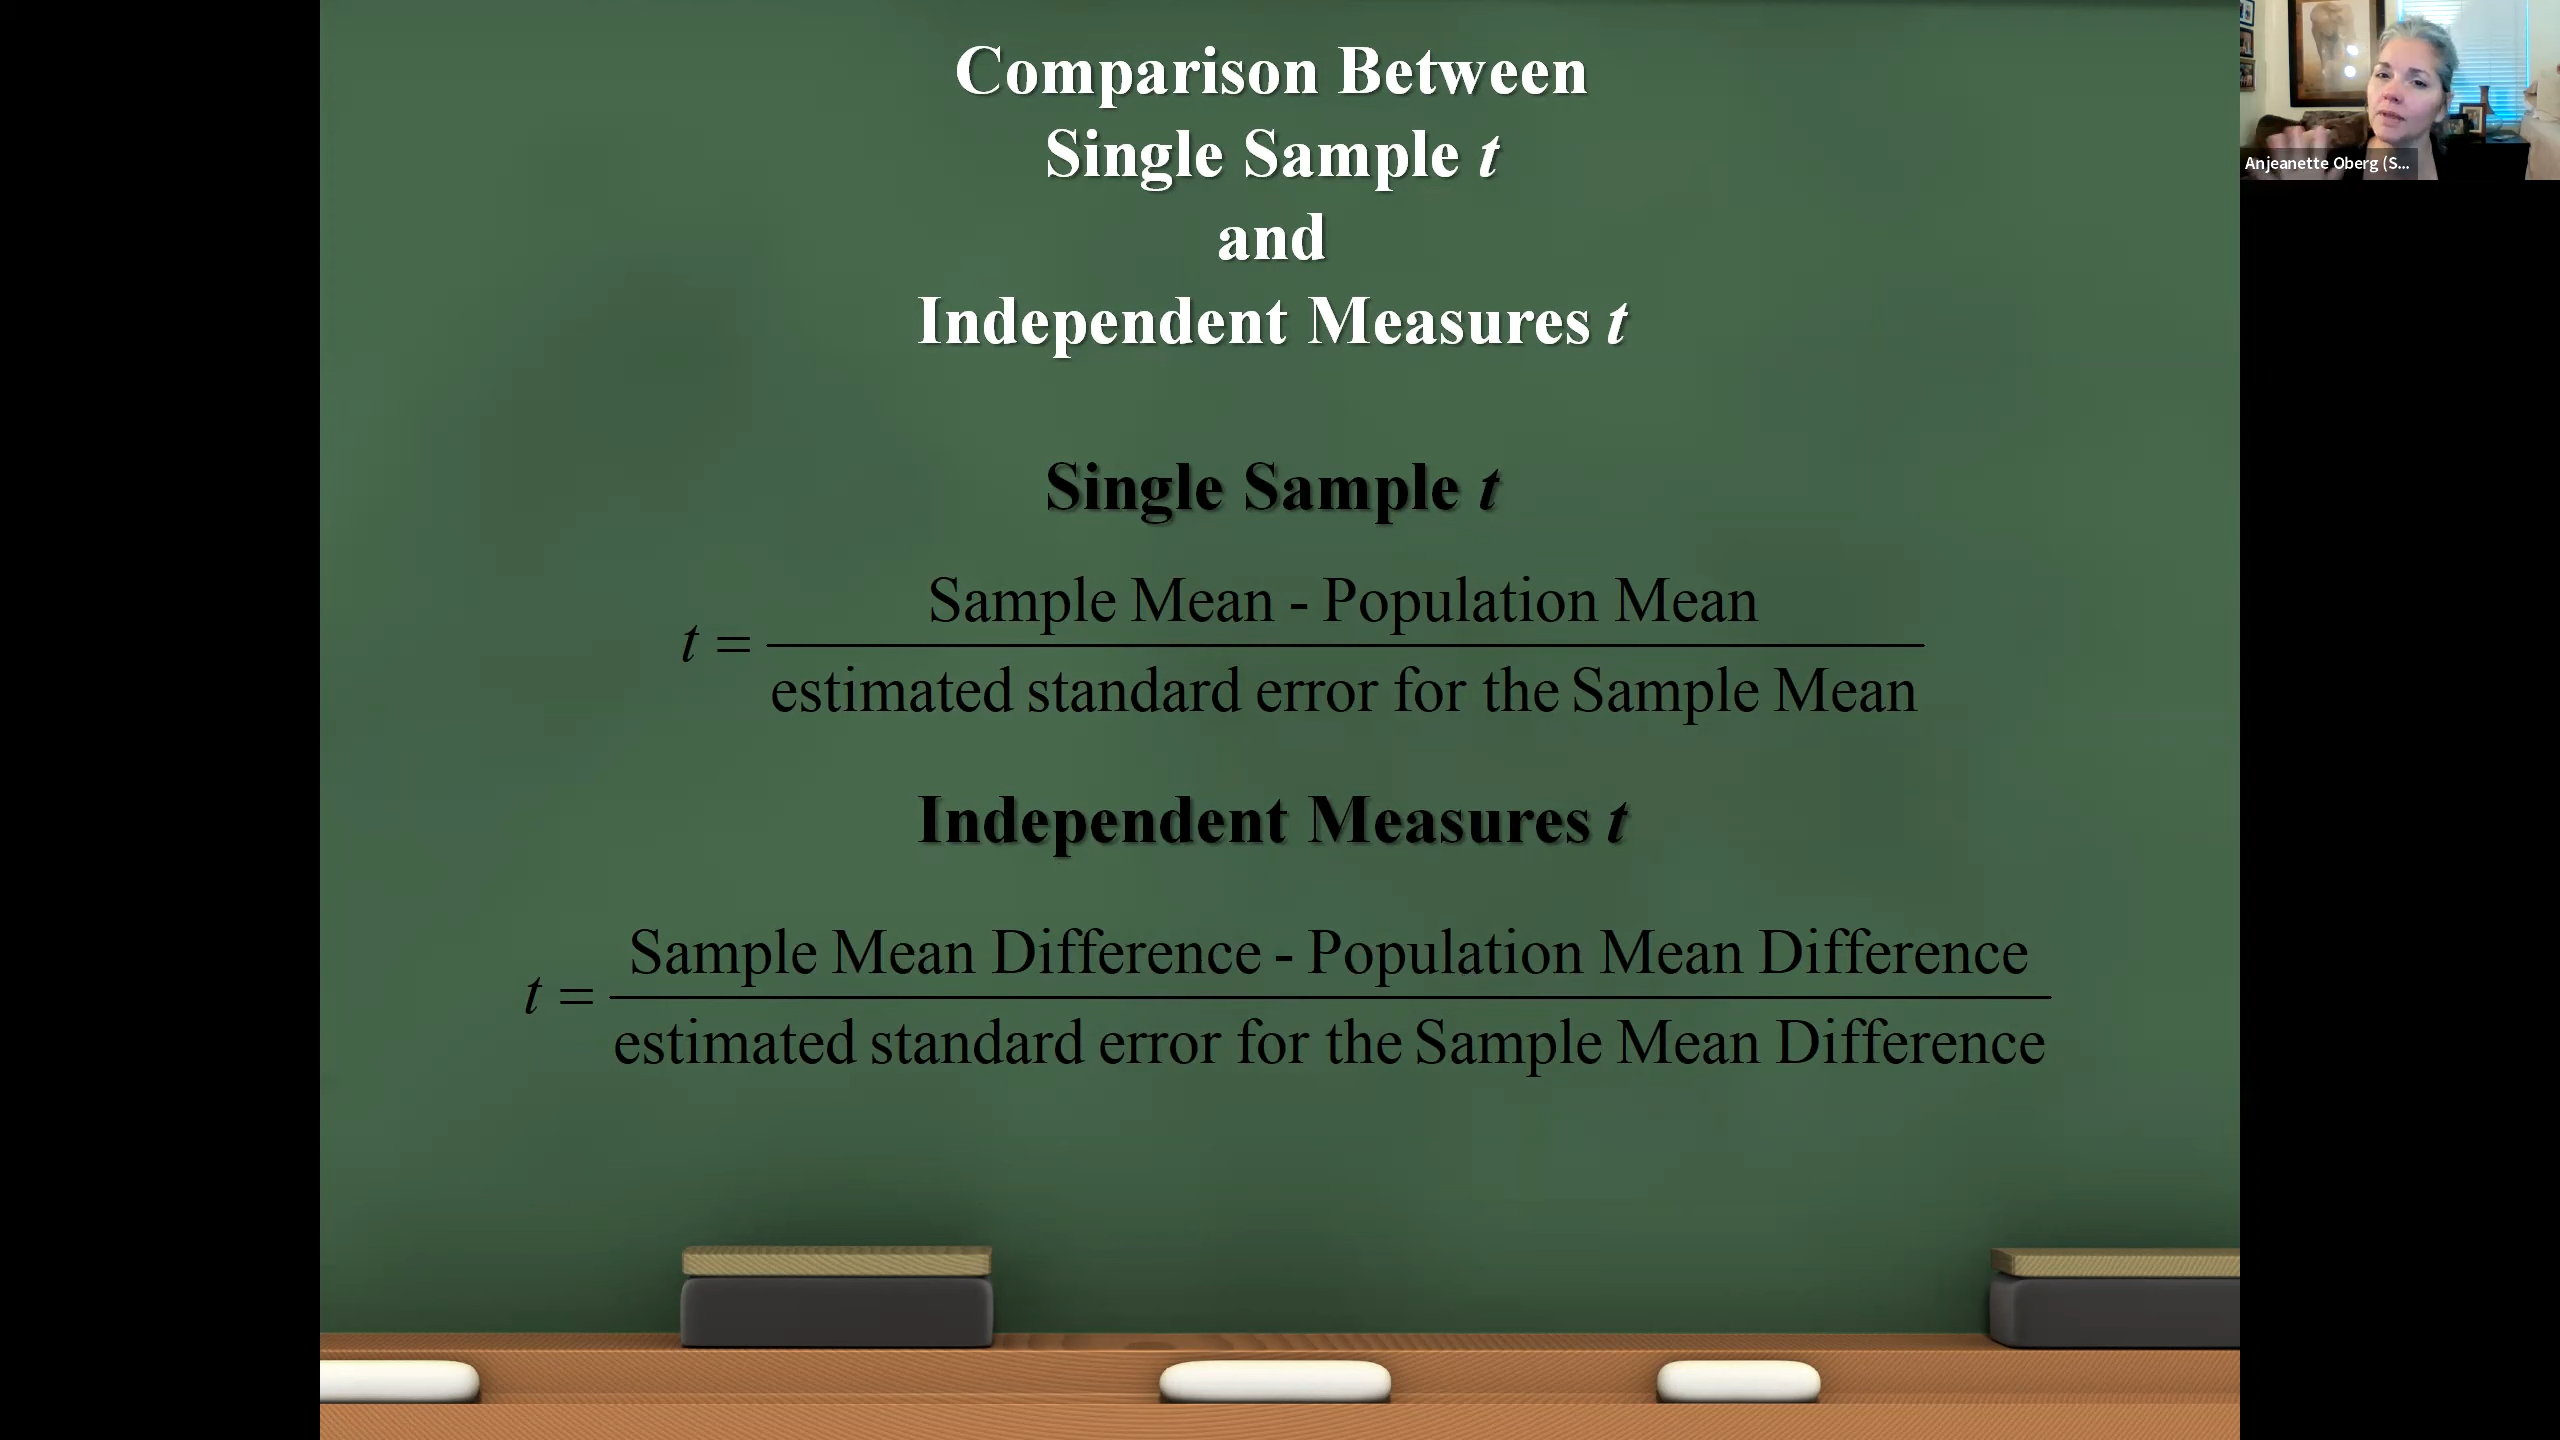 Comparison Between
Single Sample t
and
Independent Measures t
Single Sample t
t = Sample Mean - Population Mean
estimated standard error for the Sample Mean
Independent Measures t
t = Sample Mean Difference - Population Mean Difference
estimated standard error for the Sample Mean Difference
Anjeanette Oberg (S...